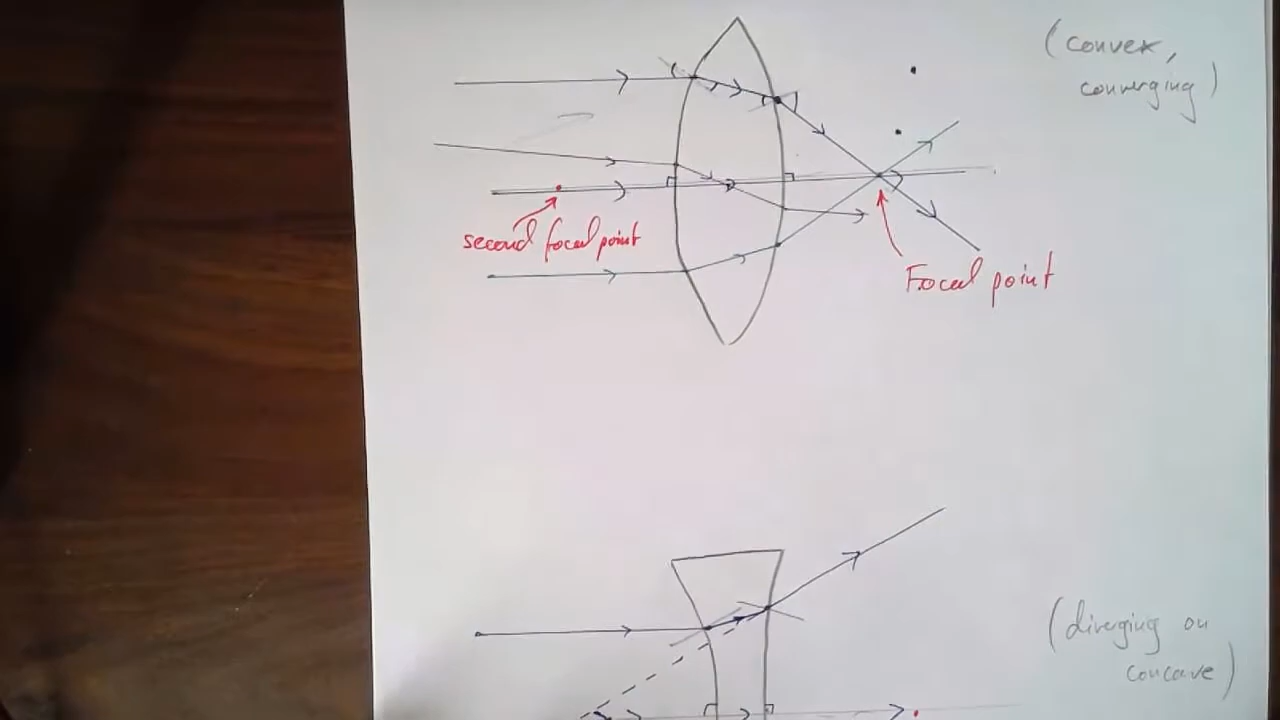 (convex,
converging)
second focal point
Focal point
(diverging or
concave)